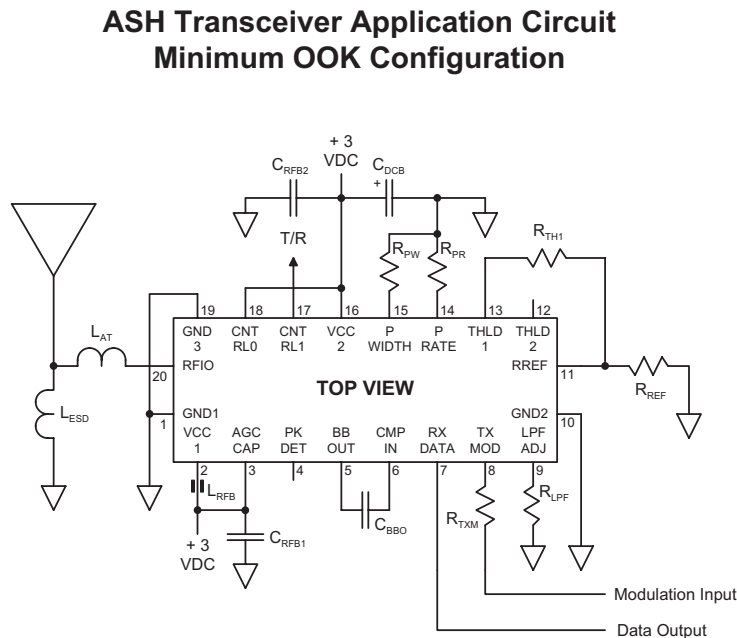 ASH Transceiver Application Circuit
Minimum OOK Configuration
+ 3
VDC
CRFB2
CDCB
+
T/R
RPW
RPR
RTH1
19
18
17
16
15
14
13
12
GND
3
CNT
RL0
CNT
RL1
VCC
2
P
WIDTH
P
RATE
THLD
1
THLD
2
LAT
20
RFIO
RREF
11
TOP VIEW
RREF
LESD
1
GND1
GND2
10
VCC
1
AGC
CAP
PK
DET
BB
OUT
CMP
IN
RX
DATA
TX
MOD
LPF
ADJ
2
3
4
5
6
7
8
9
LRFB
CBBO
RTXM
RLPF
+ 3
VDC
CRFB1
Modulation Input
Data Output